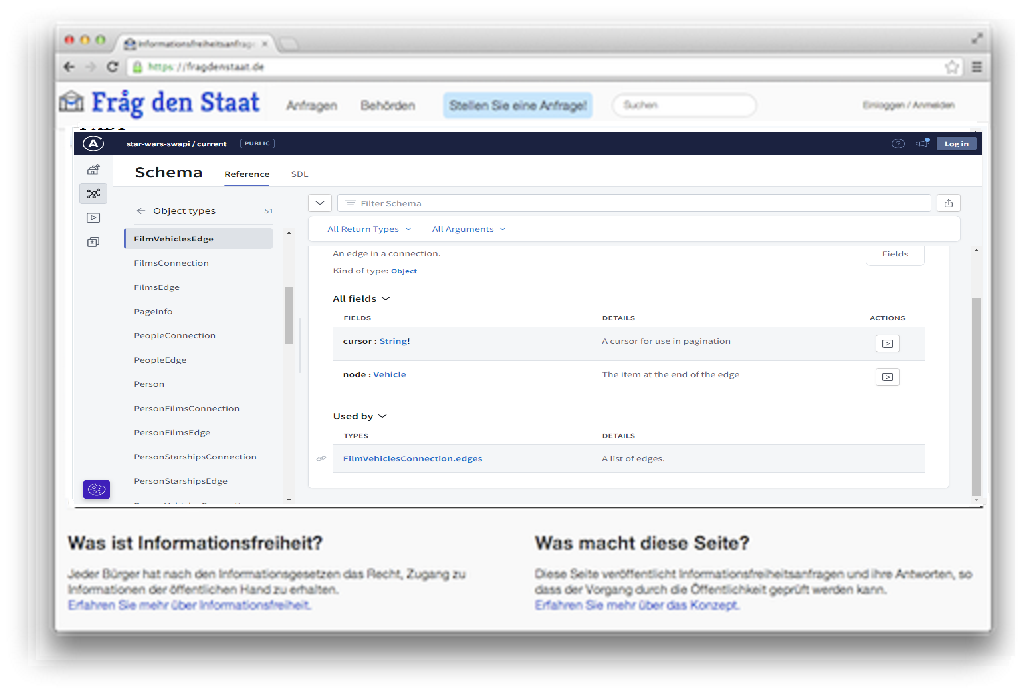 Informationsfreiheitsanfrag
https://fragdenstaat.de
Fråg den Staat
Anfragen
Behörden
Stellen Sie eine Anfrage!
Suchen
Einloggen / Anmelden
A
star-wars-swapi / current
PUBLIC
Log in
Schema
Reference
SDL
Object types
51
FilmVehiclesEdge
FilmsConnection
FilmsEdge
PageInfo
PeopleConnection
PeopleEdge
Person
PersonFilmsConnection
PersonFilmsEdge
PersonStarshipsConnection
PersonStarshipsEdge
Filter Schema
All Return Types
All Arguments
An edge in a connection.
Fields
Kind of type: Object
All fields
FIELDS DETAILS ACTIONS
cursor : String! A cursor for use in pagination
node : Vehicle The item at the end of the edge
Used by
TYPES DETAILS
FilmVehiclesConnection.edges A list of edges.
Was ist Informationsfreiheit?
Jeder Bürger hat nach den Informationsgesetzen das Recht, Zugang zu
Informationen der öffentlichen Hand zu erhalten.
Erfahren Sie mehr über Informationsfreiheit.
Was macht diese Seite?
Diese Seite veröffentlicht Informationsfreiheitsanfragen und ihre Antworten, so
dass der Vorgang durch die Öffentlichkeit geprüft werden kann.
Erfahren Sie mehr über das Konzept.